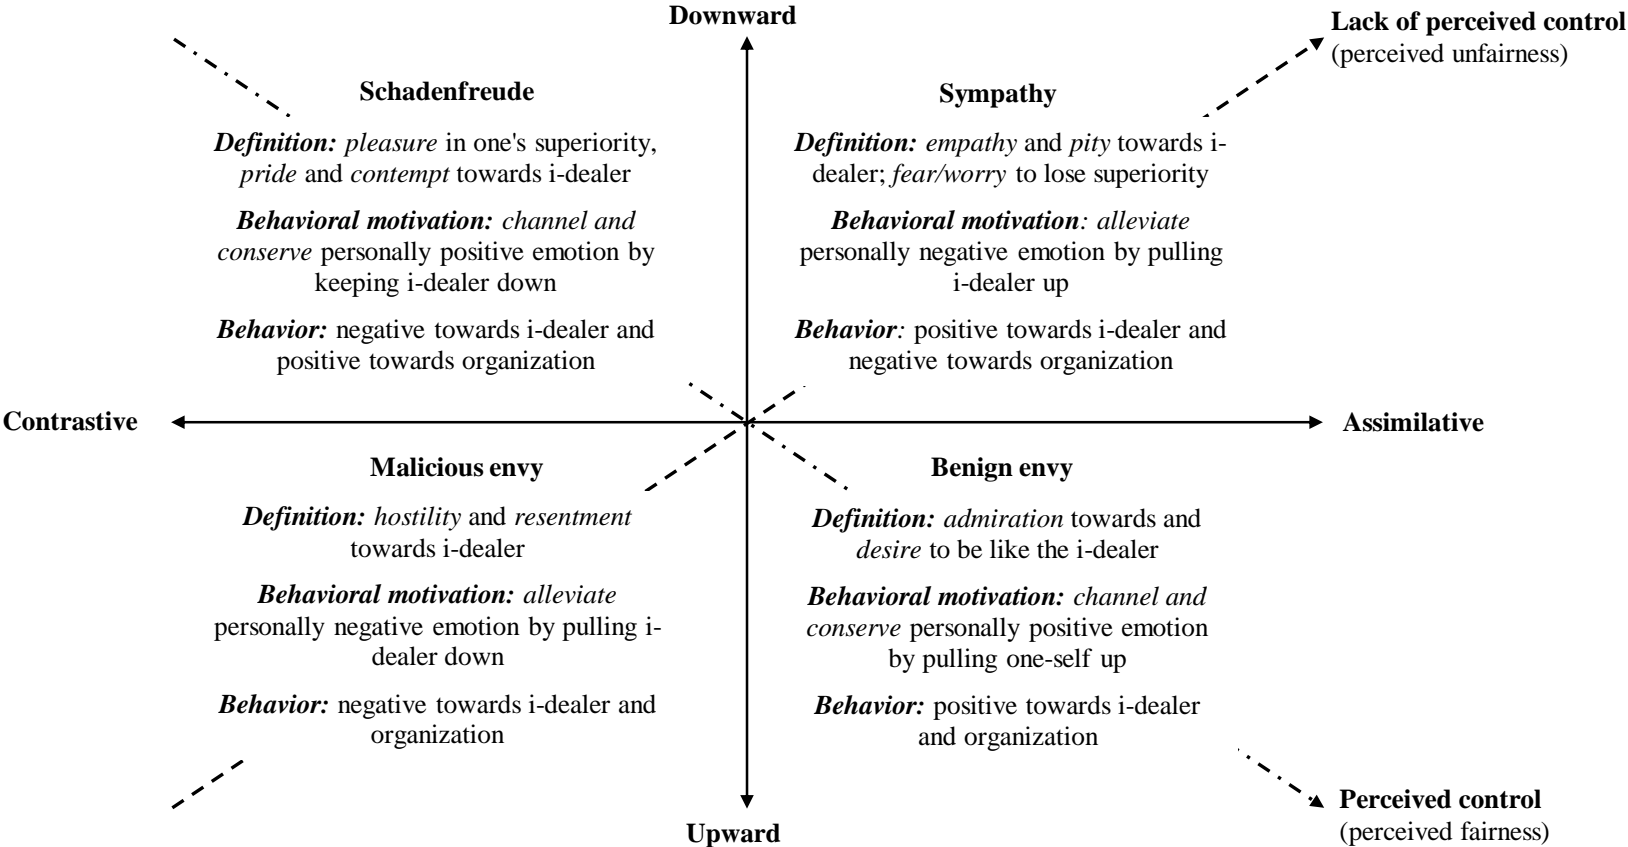 Downward
Lack of perceived control
(perceived unfairness)
Schadenfreude
Definition: pleasure in one's superiority,
pride and contempt towards i-dealer
Behavioral motivation: channel and
conserve personally positive emotion by
keeping i-dealer down
Behavior: negative towards i-dealer and
positive towards organization
Sympathy
Definition: empathy and pity towards i-
dealer; fear/worry to lose superiority
Behavioral motivation: alleviate
personally negative emotion by pulling
i-dealer up
Behavior: positive towards i-dealer and
negative towards organization
Contrastive
Assimilative
Malicious envy
Definition: hostility and resentment
towards i-dealer
Behavioral motivation: alleviate
personally negative emotion by pulling i-
dealer down
Behavior: negative towards i-dealer and
organization
Benign envy
Definition: admiration towards and
desire to be like the i-dealer
Behavioral motivation: channel and
conserve personally positive emotion
by pulling one-self up
Behavior: positive towards i-dealer
and organization
Perceived control
(perceived fairness)
Upward